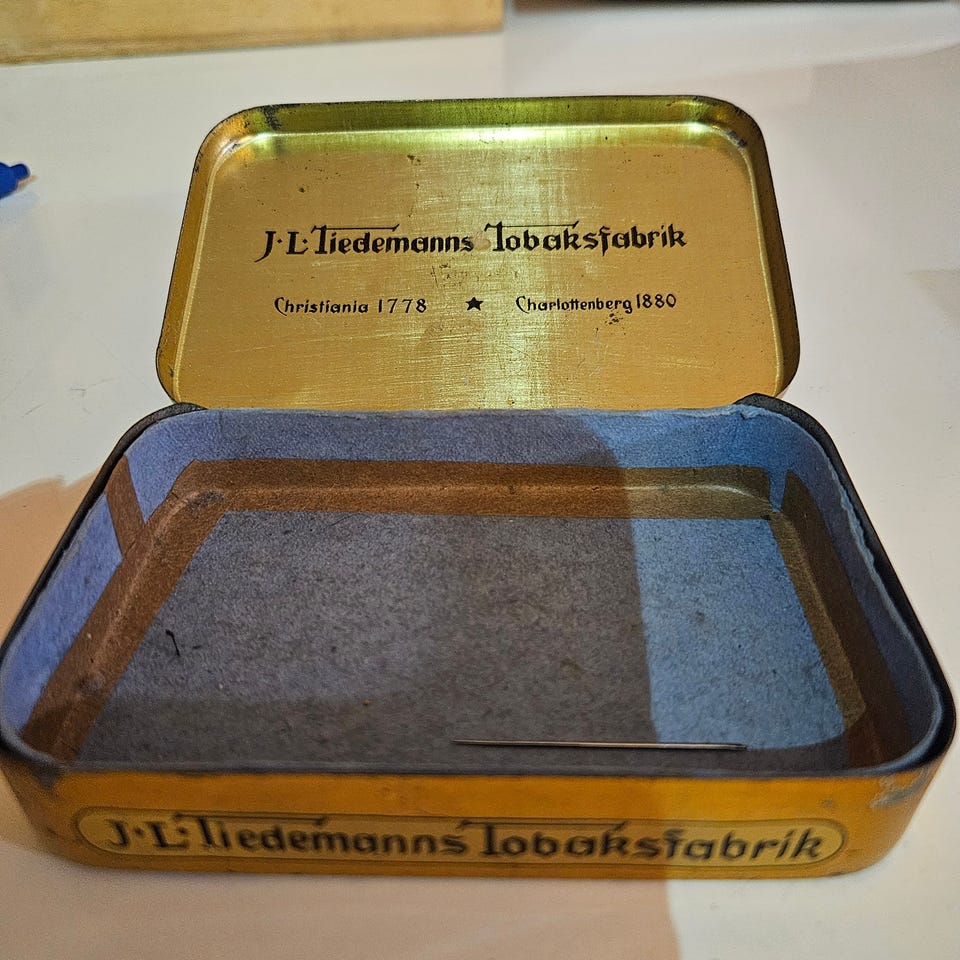 J·L·Tiedemanns Tobaksfabrik
Christiania 1778 ★ Charlottenberg 1880
J·L·Tiedemanns Tobaksfabrik